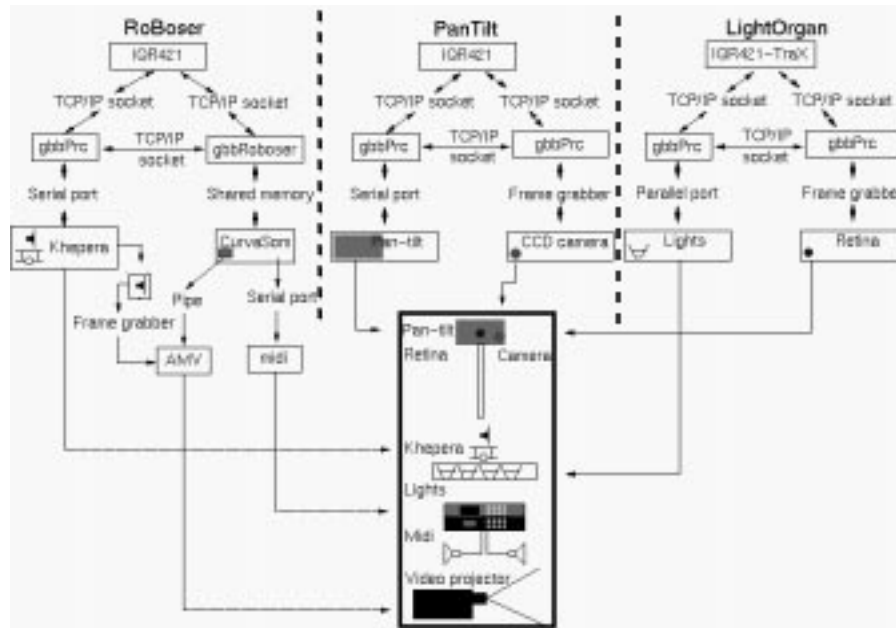 RoBoser
IQR421
TCP/IP socket
TCP/IP socket
gbbPrc
TCP/IP
socket
gbbRoboser
Serial port
Shared memory
Khepera
CurvaSom
Pipe
Serial port
Frame grabber
AMV
midi
PanTilt
IQR421
TCP/IP socket
TCP/IP socket
gbbPrc
TCP/IP
socket
gbbPrc
Serial port
Frame grabber
Pan-tilt
CCD camera
LightOrgan
IQR421-TraX
TCP/IP socket
TCP/IP socket
gbbPrc
TCP/IP
socket
gbbPrc
Parallel port
Frame grabber
Lights
Retina
Pan-tilt
Retina
Camera
Khepera
Lights
Midi
Video projector